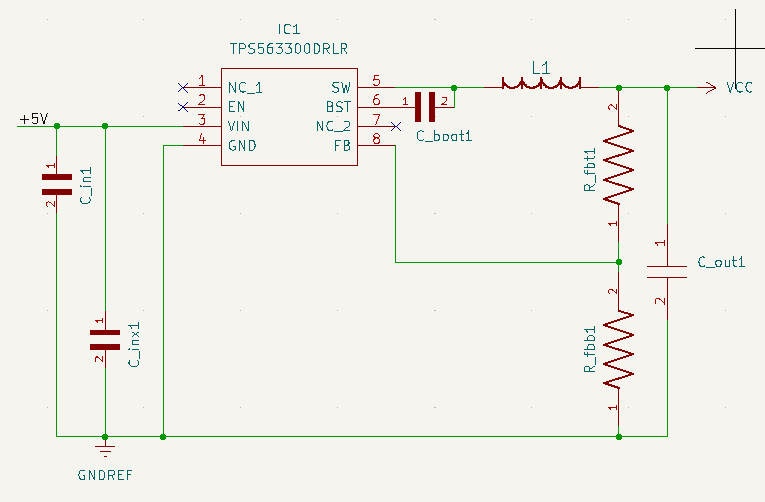 IC1
TPS563300DRLR
1 NC_1 SW 5
2 EN BST 6
3 VIN NC_2 7
4 GND FB 8
+5V
L1
VCC
1 2
C_boot1
1
2
C_in1
1
2
C_inx1
2
R_fbt1
1
1
C_out1
2
2
R_fbb1
1
GNDREF